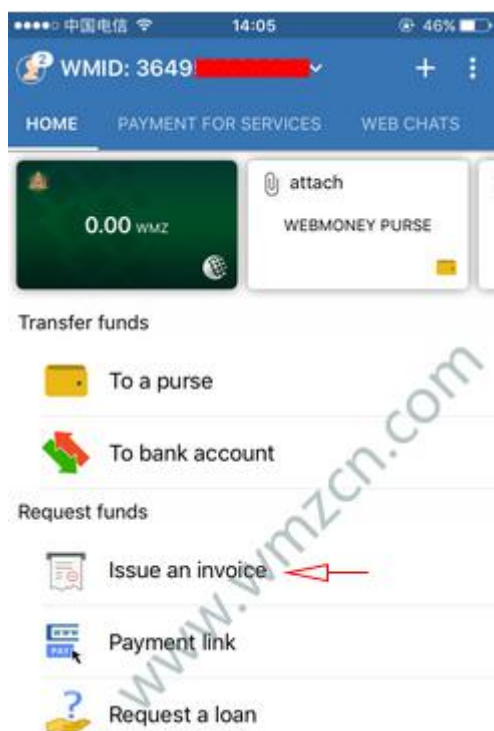 中国电信 14:05 46%
2
WMID: 3649
HOME PAYMENT FOR SERVICES WEB CHATS
0.00 WMZ
attach
WEBMONEY PURSE
Transfer funds
To a purse
To bank account
Request funds
Issue an invoice
PAY
Payment link
Request a loan
www.wmzcn.com